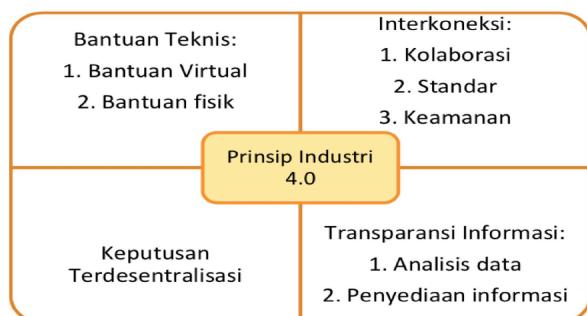 Bantuan Teknis:
1. Bantuan Virtual
2. Bantuan fisik
Interkoneksi:
1. Kolaborasi
2. Standar
3. Keamanan
Prinsip Industri
4.0
Keputusan
Terdesentralisasi
Transparansi Informasi:
1. Analisis data
2. Penyediaan informasi